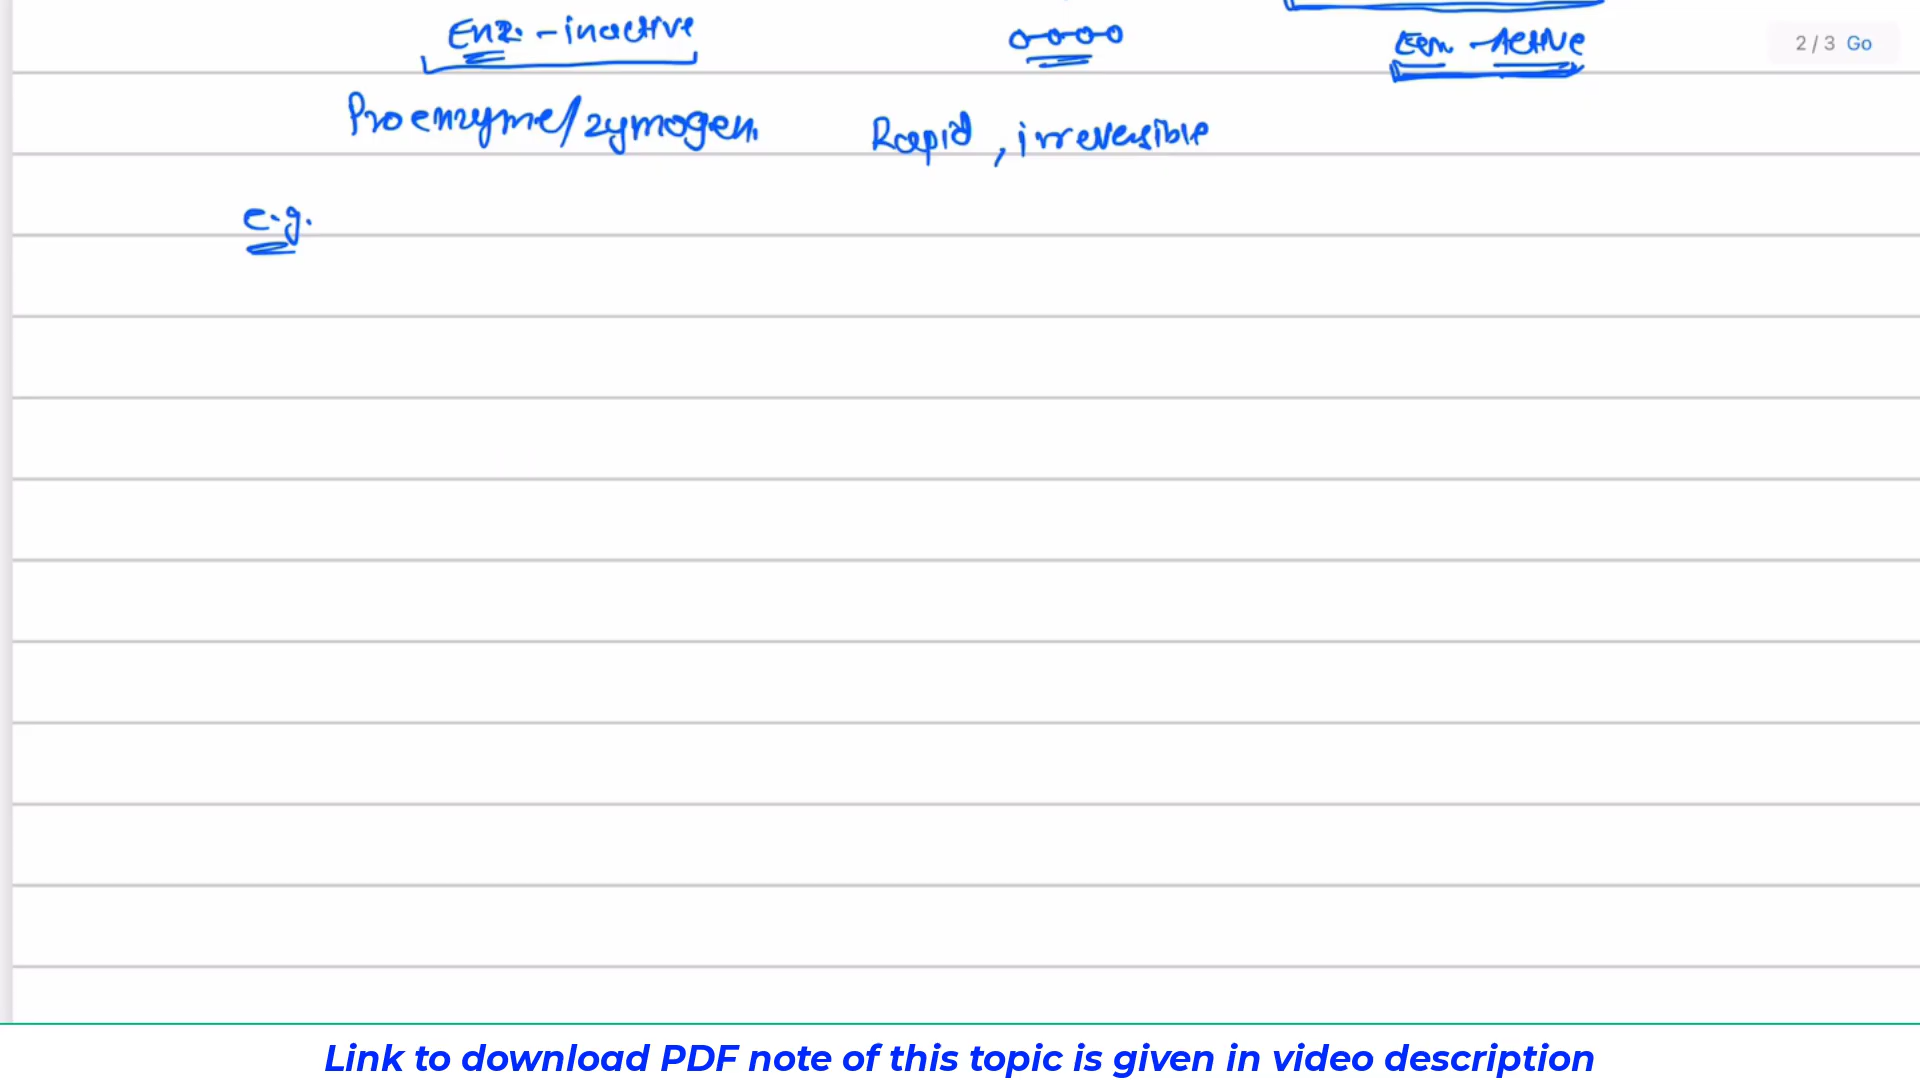 Enz. - inactive
Enz - Active
2 / 3 Go
Proenzyme/zymogen.
Rapid, irreversible
e.g.
Link to download PDF note of this topic is given in video description